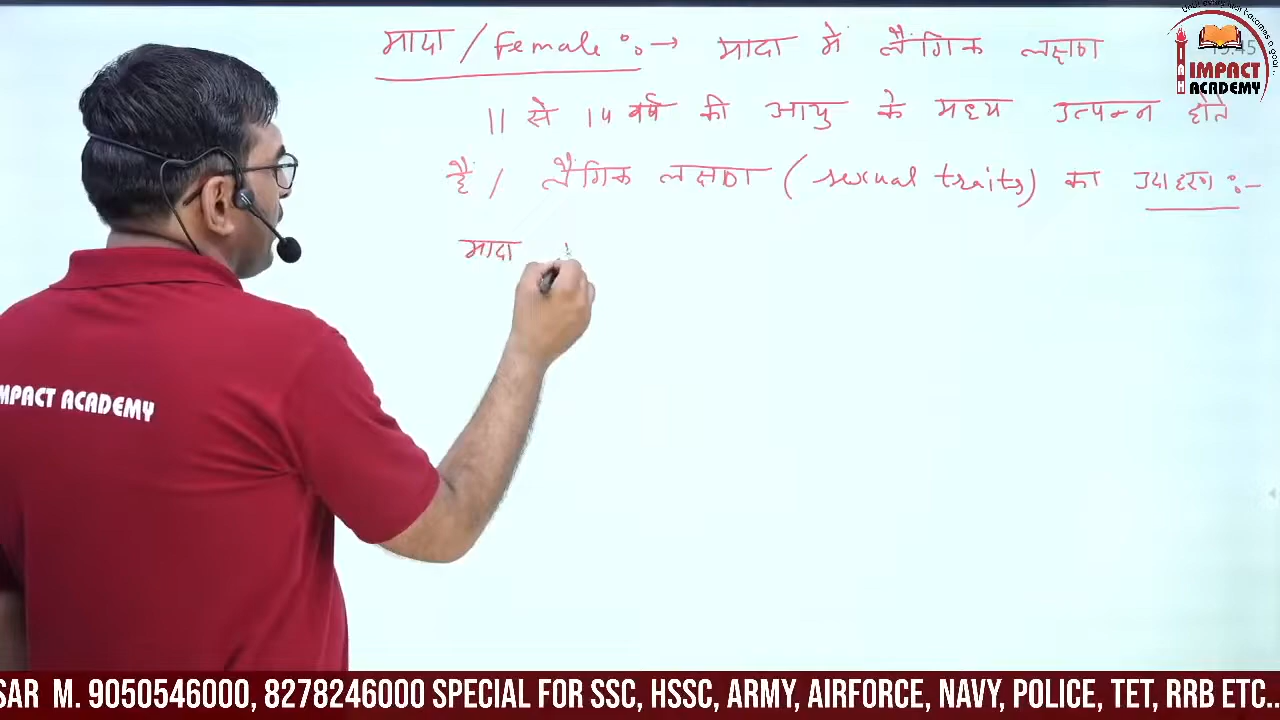 मादा / Female :→ मादा में लैंगिक लक्षण
11 से 14 वर्ष की आयु के मध्य उत्पन्न होते
हैं / लैंगिक लक्षण (sexual traits) का उदाहरण :-
मादा
IMPACT
ACADEMY
MPACT ACADEMY
SAR M. 9050546000, 8278246000 SPECIAL FOR SSC, HSSC, ARMY, AIRFORCE, NAVY, POLICE, TET, RRB ETC..